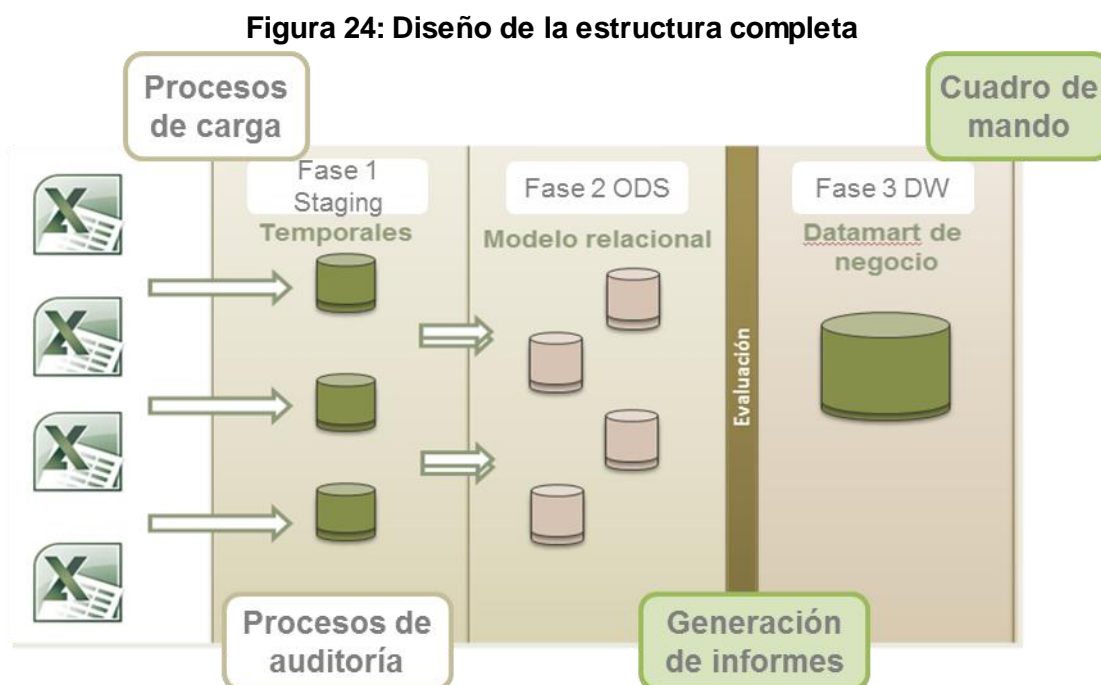 Figura 24: Diseño de la estructura completa
Procesos
de carga
Cuadro de
mando
Fase 1
Staging
Temporales
Fase 2 ODS
Modelo relacional
Fase 3 DW
Datamart de
negocio
Evaluación
Procesos de
auditoría
Generación
de informes